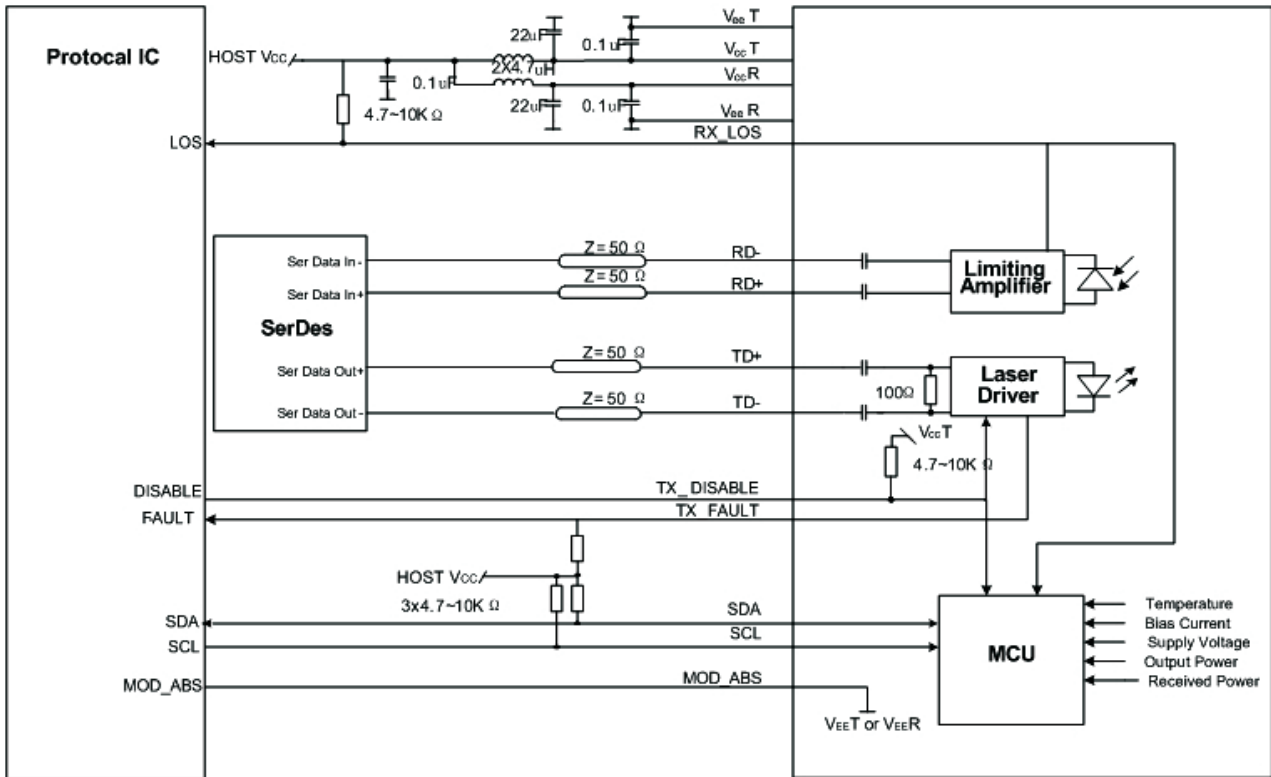 Protocal IC
HOST Vcc
22uF
0.1uF
VeeT
VccT
2X4.7uH
0.1uF
VccR
22uF
0.1uF
VeeR
4.7~10KΩ
LOS
RX_LOS
Ser Data In-
Z=50 Ω
RD-
Ser Data In+
Z=50 Ω
RD+
Limiting
Amplifier
SerDes
Ser Data Out+
Z=50 Ω
TD+
Ser Data Out-
Z=50 Ω
TD-
100Ω
Laser
Driver
VccT
4.7~10K Ω
DISABLE
TX_DISABLE
FAULT
TX_FAULT
HOST Vcc
3x4.7~10K Ω
SDA
SDA
SCL
SCL
MOD_ABS
MOD_ABS
VEET or VEER
MCU
Temperature
Bias Current
Supply Voltage
Output Power
Received Power